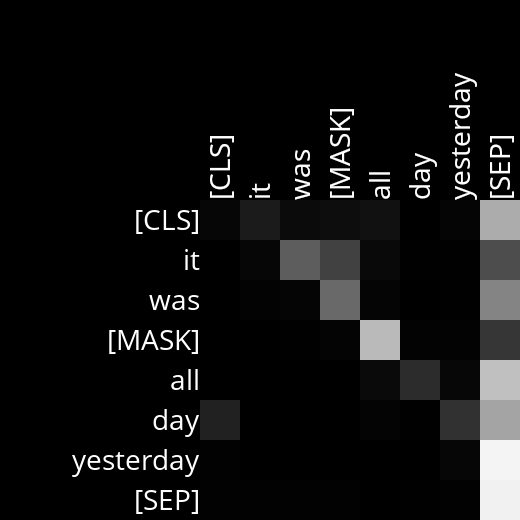 [CLS] it was [MASK] all day yesterday [SEP]
[CLS]
it
was
[MASK]
all
day
yesterday
[SEP]